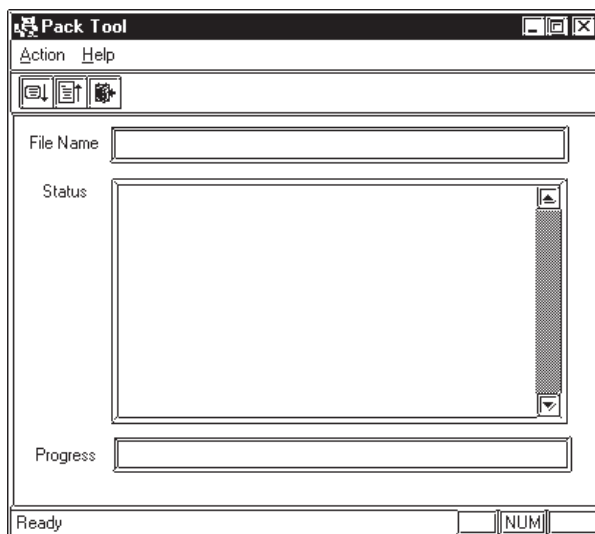 Pack Tool
Action Help
File Name
Status
Progress
Ready NUM